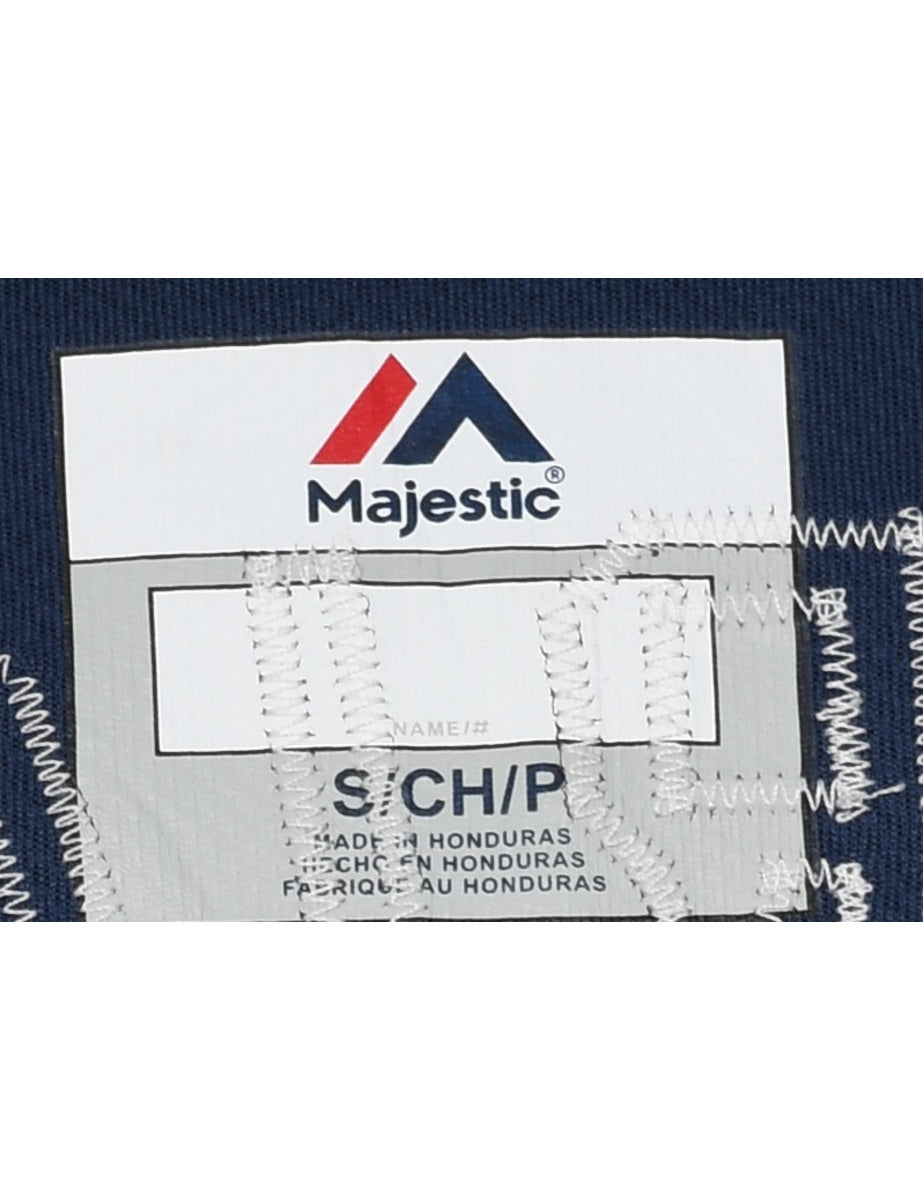 Majestic®
NAME/#
S/CH/P
MADE IN HONDURAS
HECHO EN HONDURAS
FABRIQUE AU HONDURAS